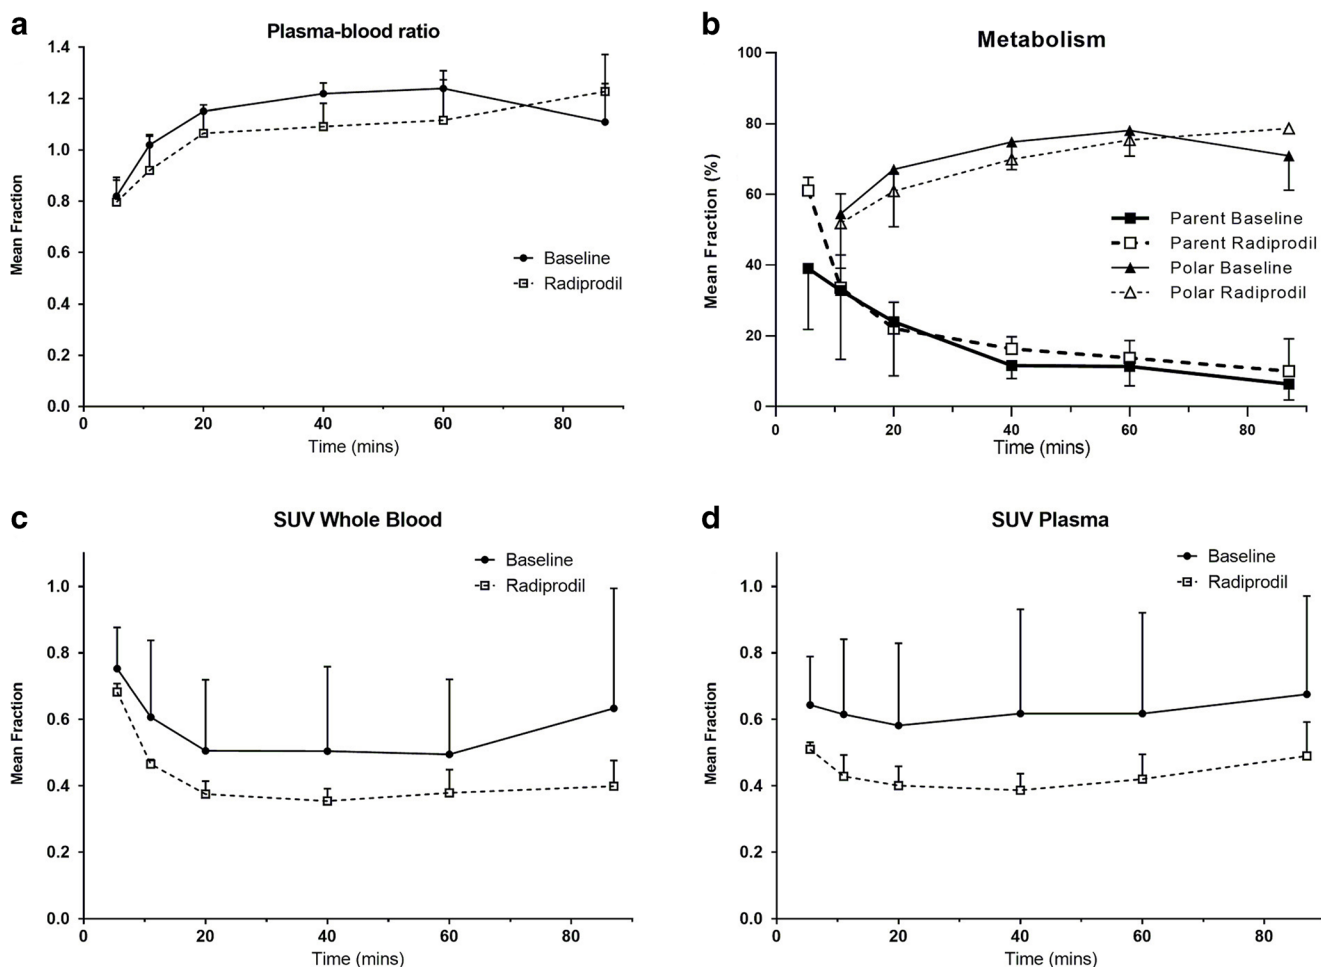 a
Plasma-blood ratio
1.4
1.2
1.0
0.8
0.6
0.4
0.2
0.0
Mean Fraction
Baseline
Radiprodil
0 20 40 60 80
Time (mins)
b
Metabolism
100
80
60
40
20
0
Mean Fraction (%)
Parent Baseline
Parent Radiprodil
Polar Baseline
Polar Radiprodil
0 20 40 60 80
Time (mins)
c
SUV Whole Blood
Baseline
Radiprodil
1.0
0.8
0.6
0.4
0.2
0.0
Mean Fraction
0 20 40 60 80
Time (mins)
d
SUV Plasma
Baseline
Radiprodil
1.0
0.8
0.6
0.4
0.2
0.0
Mean Fraction
0 20 40 60 80
Time (mins)